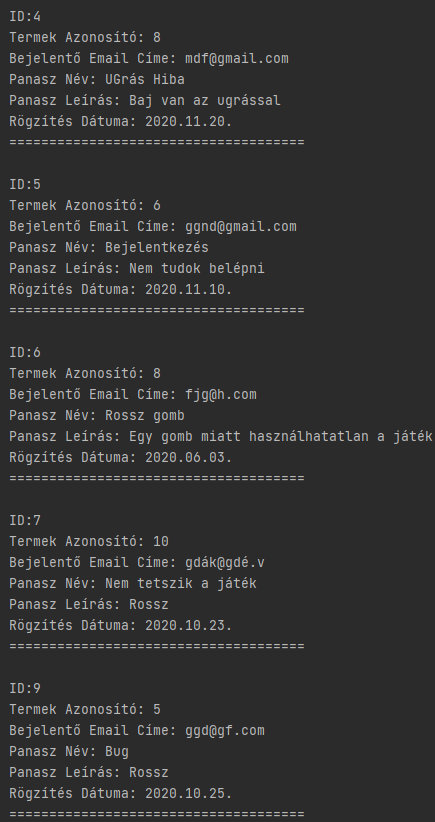 ID:4
Termek Azonosító: 8
Bejelentő Email Címe: mdf@gmail.com
Panasz Név: UGrás Hiba
Panasz Leírás: Baj van az ugrással
Rögzítés Dátuma: 2020.11.20.
=====================================
ID:5
Termek Azonosító: 6
Bejelentő Email Címe: ggnd@gmail.com
Panasz Név: Bejelentkezés
Panasz Leírás: Nem tudok belépni
Rögzítés Dátuma: 2020.11.10.
=====================================
ID:6
Termek Azonosító: 8
Bejelentő Email Címe: fjg@h.com
Panasz Név: Rossz gomb
Panasz Leírás: Egy gomb miatt használhatatlan a játék
Rögzítés Dátuma: 2020.06.03.
=====================================
ID:7
Termek Azonosító: 10
Bejelentő Email Címe: gdák@gdé.v
Panasz Név: Nem tetszik a játék
Panasz Leírás: Rossz
Rögzítés Dátuma: 2020.10.23.
=====================================
ID:9
Termek Azonosító: 5
Bejelentő Email Címe: ggd@gf.com
Panasz Név: Bug
Panasz Leírás: Rossz
Rögzítés Dátuma: 2020.10.25.
=====================================